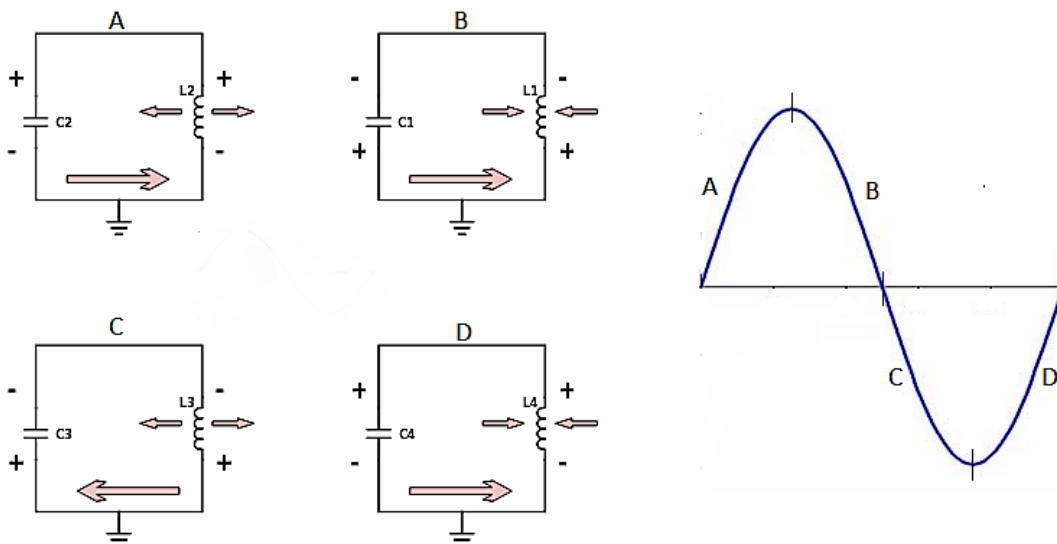 A
+ +
L2
C2
- -
B
- -
L1
C1
+ +
C
- -
L3
C3
+ +
D
+ +
L4
C4
- -
A
B
C
D